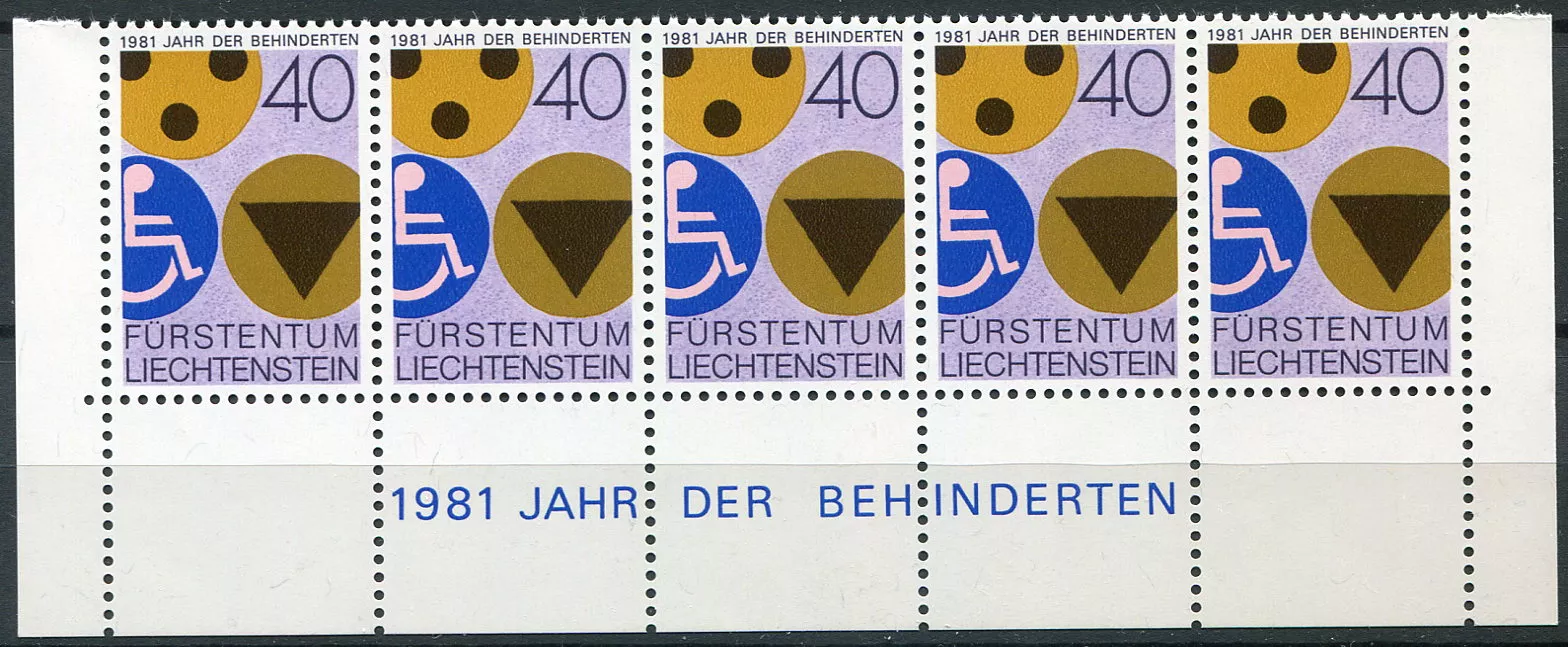 1981 JAHR DER BEHINDERTEN
40
FÜRSTENTUM
LIECHTENSTEIN
1981 JAHR DER BEHINDERTEN
40
FÜRSTENTUM
LIECHTENSTEIN
1981 JAHR DER BEHINDERTEN
40
FÜRSTENTUM
LIECHTENSTEIN
1981 JAHR DER BEHINDERTEN
40
FÜRSTENTUM
LIECHTENSTEIN
1981 JAHR DER BEHINDERTEN
40
FÜRSTENTUM
LIECHTENSTEIN
1981 JAHR DER BEHINDERTEN